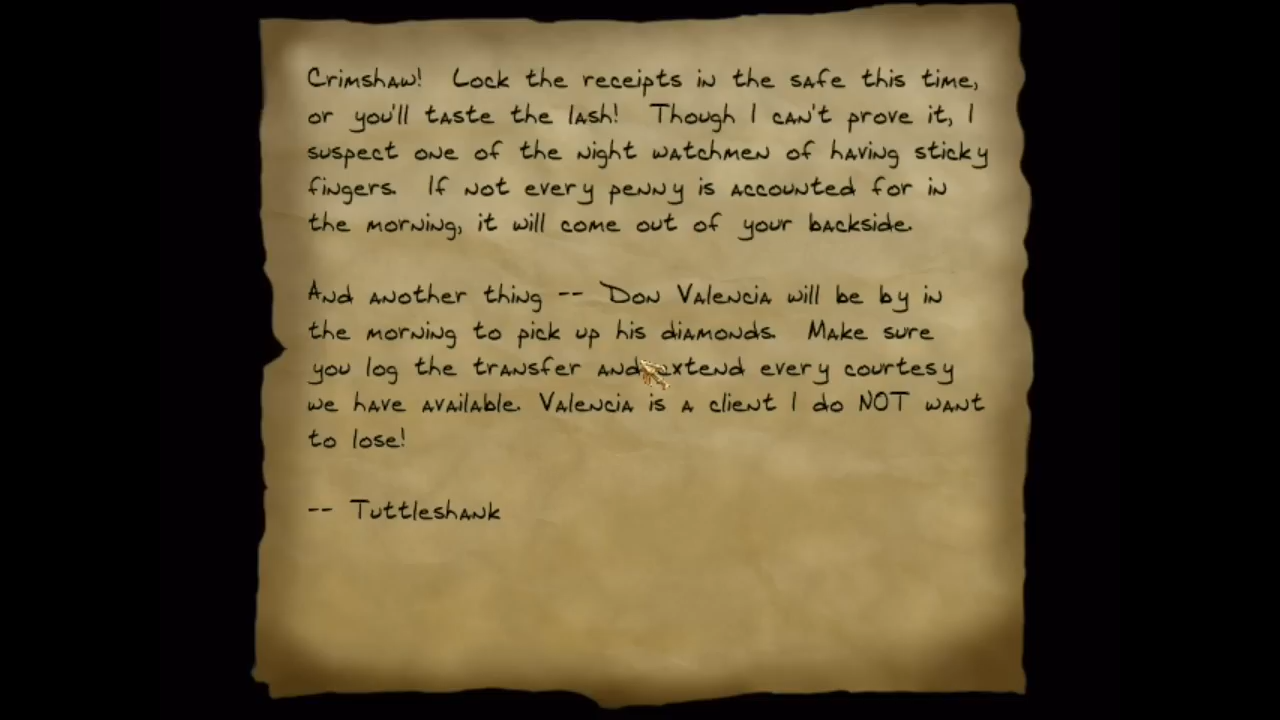 Crimshaw! Lock the receipts in the safe this time,
or you'll taste the lash! Though I can't prove it, I
suspect one of the night watchmen of having sticky
fingers. If not every penny is accounted for in
the morning, it will come out of your backside.
And another thing -- Don Valencia will be by in
the morning to pick up his diamonds. Make sure
you log the transfer and extend every courtesy
we have available. Valencia is a client I do NOT want
to lose!
-- Tuttleshank